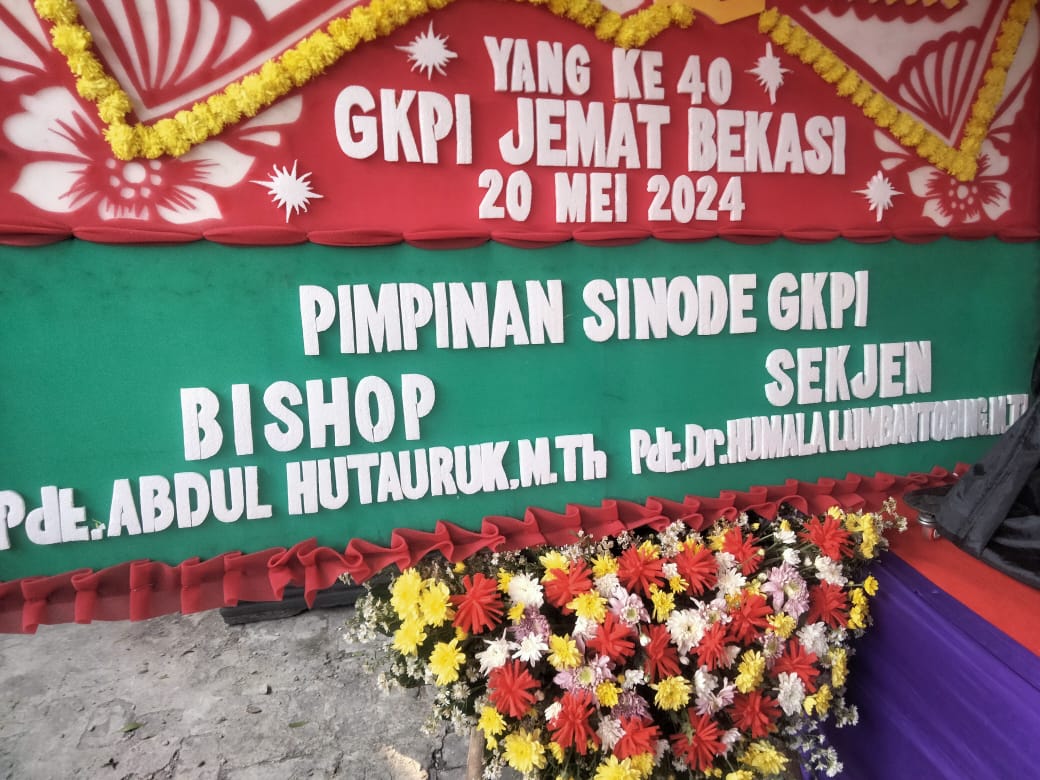 YANG KE 40
GKPI JEMAT BEKASI
20 MEI 2024
PIMPINAN SINODE GKPI
BISHOP
Pdt. ABDUL HUTAURUK, M.Th
SEKJEN
Pdt. Dr. HUMALA LUMBANTOBING, M.Th